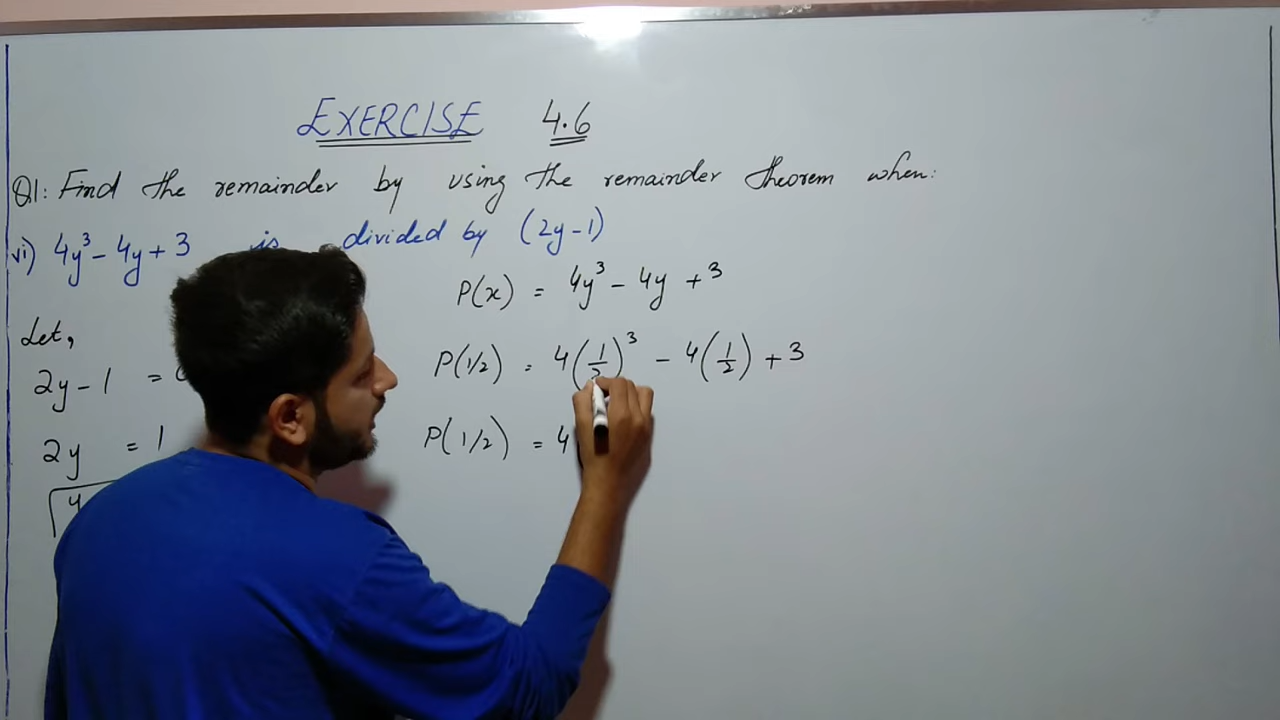 EXERCISE 4.6
Q1: Find the remainder by using the remainder theorem when:
vi) 4y³ - 4y + 3 is divided by (2y-1)
P(x) = 4y³ - 4y + 3
Let,
P(1/2) = 4(1/2)³ - 4(1/2) + 3
2y - 1 =
P(1/2) = 4
2y = 1
y